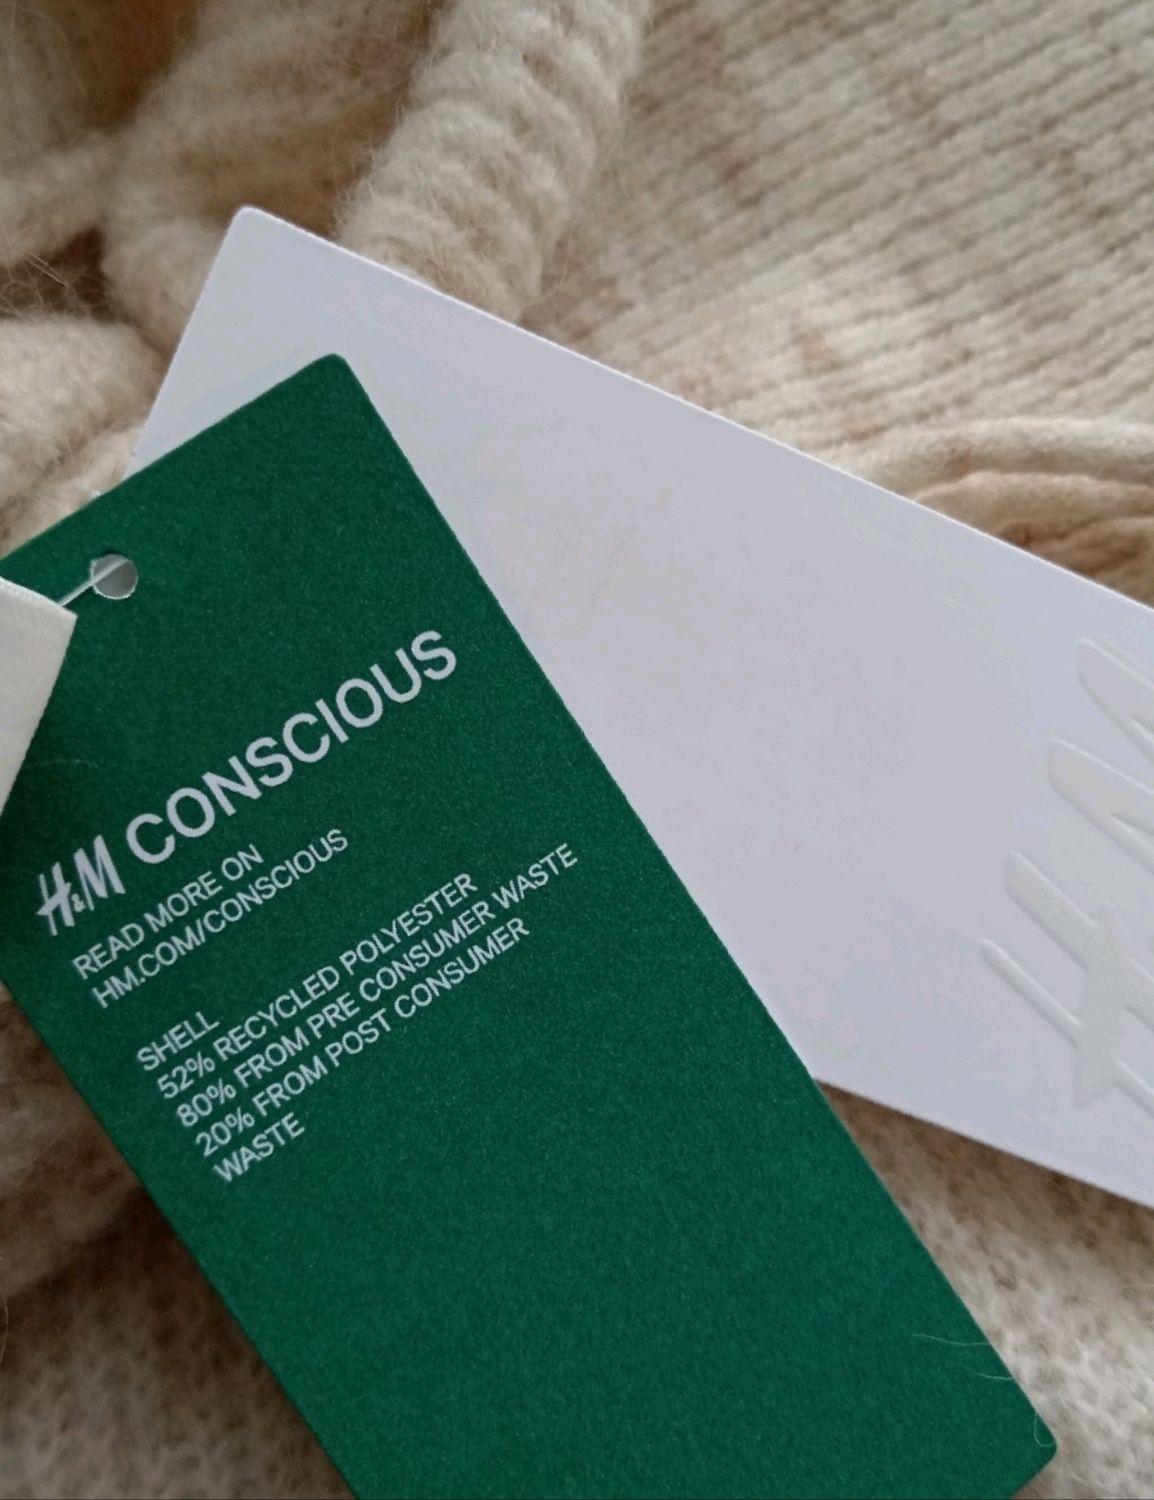 H&M CONSCIOUS
READ MORE ON
HM.COM/CONSCIOUS
SHELL
52% RECYCLED POLYESTER
80% FROM PRE CONSUMER WASTE
20% FROM POST CONSUMER
WASTE
H&M